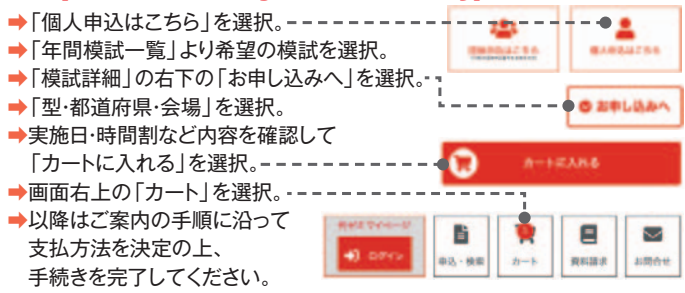 ➡「個人申込はこちら」を選択。
➡「年間模試一覧」より希望の模試を選択。
➡「模試詳細」の右下の「お申し込みへ」を選択。
➡「型・都道府県・会場」を選択。
➡実施日・時間割など内容を確認して
「カートに入れる」を選択。
➡画面右上の「カート」を選択。
➡以降はご案内の手順に沿って
支払方法を決定の上、
手続きを完了してください。
個人申込はこちら
お申し込みへ
カートに入れる
ログイン
申込・検索
カート
資料請求
お問合せ